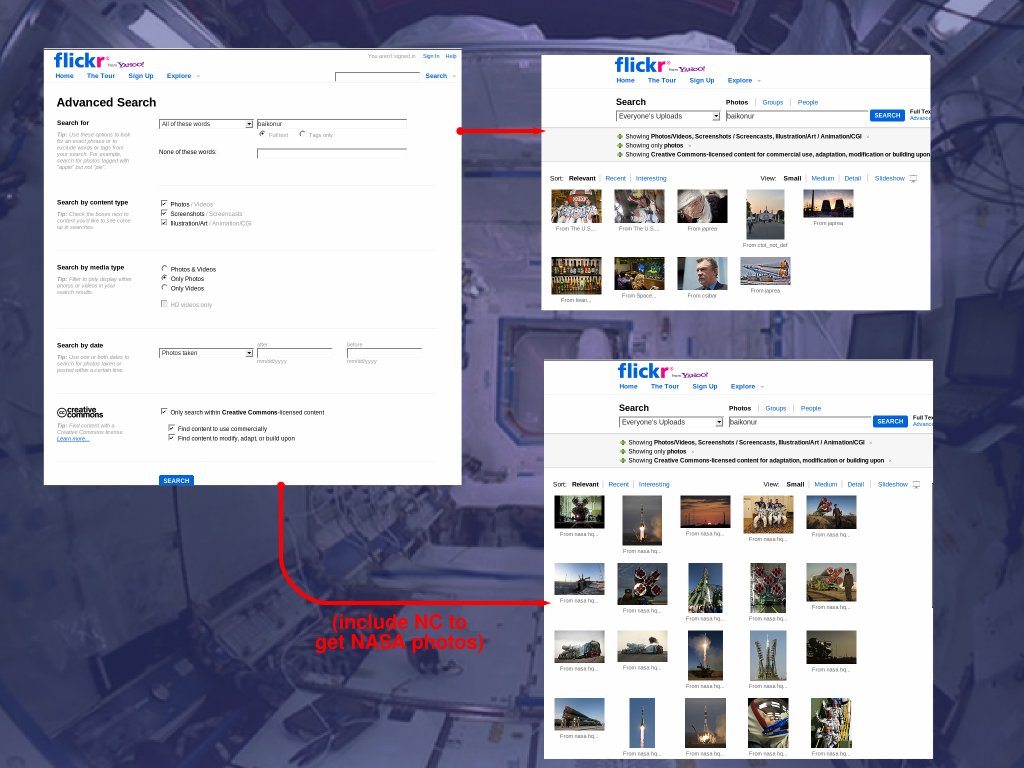 flickr® from YAHOO!
You aren't signed in Sign In Help
Home The Tour Sign Up Explore
Search
Advanced Search
Search for
Tip: Use these options to look
for an exact phrase or to
exclude words or tags
from your search. For example,
search for photos tagged with
"apple" but not "pie".
All of these words baikonur
Full text Tags only
None of these words:
Search by content type
Tip: Check the boxes next to
content you'd like to see come
up in searches.
Photos / Videos
Screenshots / Screencasts
Illustration/Art / Animation/CGI
Search by media type
Tip: Filter to only display either
photos or videos in your
search results.
Photos & Videos
Only Photos
Only Videos
HD videos only
Search by date
Tip: Use one or both dates to
search for photos taken or
posted within a certain time.
Photos taken
after
mm/dd/yyyy
before
mm/dd/yyyy
creative
commons
Tip: Find content with a
Creative Commons license.
Learn more...
Only search within Creative Commons-licensed content
Find content to use commercially
Find content to modify, adapt, or build upon
SEARCH
(include NC to
get NASA photos)
flickr® from YAHOO!
Home The Tour Sign Up Explore
Search Photos Groups People
Everyone's Uploads baikonur SEARCH
Full Tex
Advanc
Showing Photos/Videos, Screenshots / Screencasts, Illustration/Art / Animation/CGI ×
Showing only photos ×
Showing Creative Commons-licensed content for commercial use, adaptation, modification or building upon
Sort: Relevant Recent Interesting View: Small Medium Detail Slideshow
From The U.S.... From The U.S.... From japrea From ctot_not_def From japrea
From Space... From csibar From japrea
flickr® from YAHOO!
Home The Tour Sign Up Explore
Search Photos Groups People
Everyone's Uploads baikonur SEARCH
Full Tex
Advanc
Showing Photos/Videos, Screenshots / Screencasts, Illustration/Art / Animation/CGI ×
Showing only photos ×
Showing Creative Commons-licensed content for adaptation, modification or building upon ×
Sort: Relevant Recent Interesting View: Small Medium Detail Slideshow
From nasa hq... From nasa hq... From nasa hq... From nasa hq... From nasa hq...
From nasa hq... From nasa hq... From nasa hq... From nasa hq... From nasa hq...
From nasa hq... From nasa hq... From nasa hq... From nasa hq... From nasa hq...
From nasa hq... From nasa hq... From nasa hq... From nasa hq... From nasa hq...